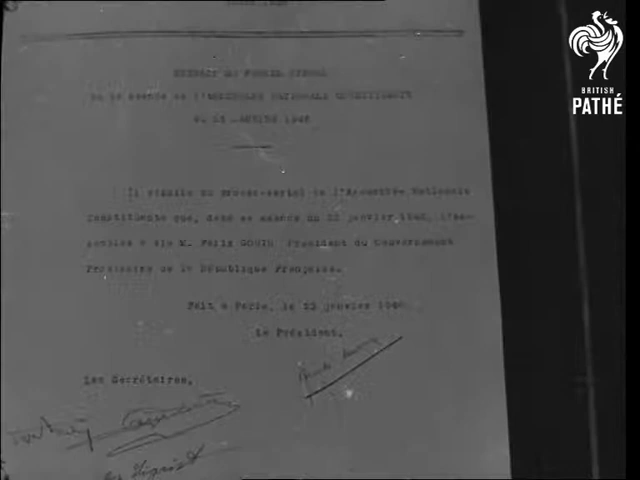 BRITISH
PATHÉ
EXTRAIT DU PROCES VERBAL
de la séance de l'ASSEMBLEE NATIONALE CONSTITUANTE
du 23 JANVIER 1946
Il résulte du procès-verbal de l'Assemblée Nationale
Constituante que, dans sa séance du 23 janvier 1946, l'As-
semblée a élu M. Félix GOUIN Président du Gouvernement
Provisoire de la République Française.
Fait à Paris, le 23 janvier 1946
Le Président,
Les Secrétaires,